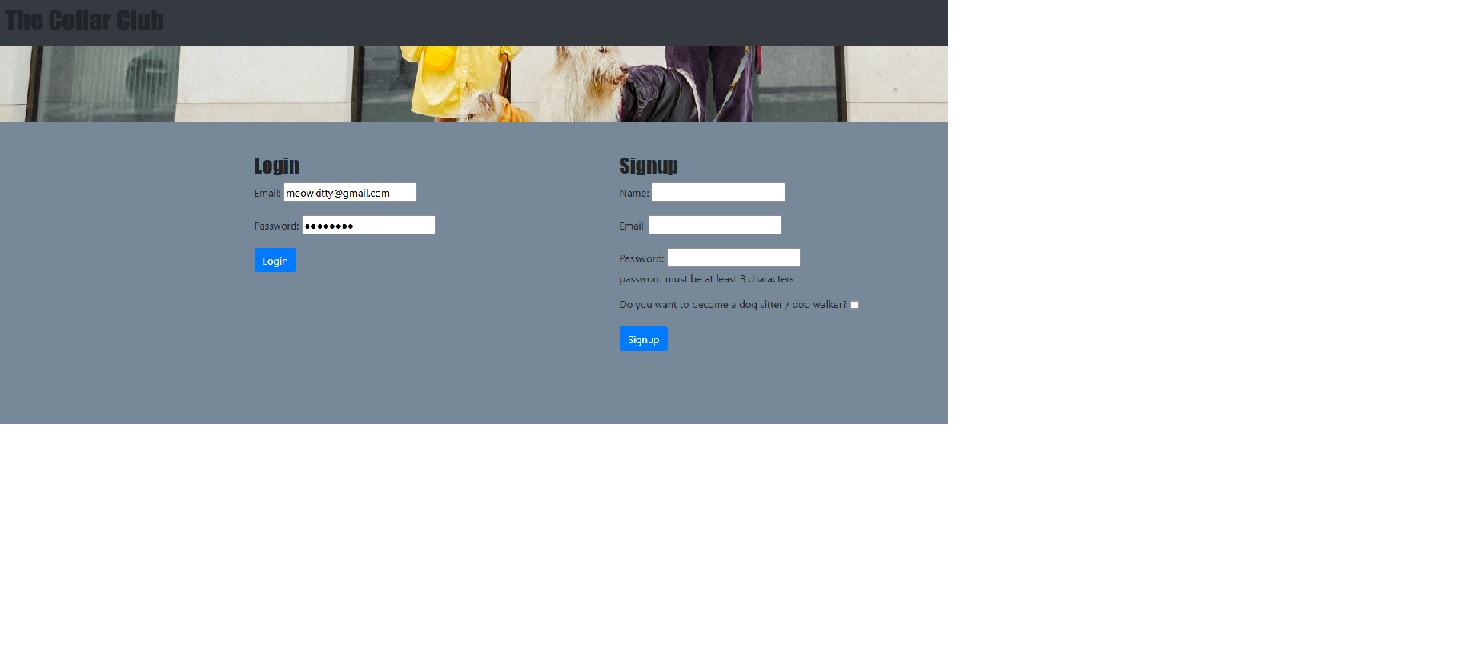 The Collar Club
Login
Email: meowkitty@gmail.com
Password: ••••••••
Login
Signup
Name:
Email:
Password:
password must be at least 8 characters.
Do you want to become a dog sitter / dog walker?
Signup